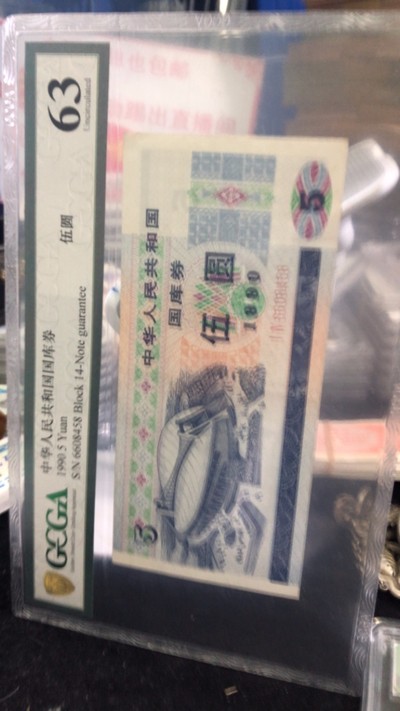 中华人民共和国国库券
1990 5 Yuan
伍圆
S/N 6608458 Block 14-Note guarantee
GCGA
63
Uncirculated
中华人民共和国
国库券
伍圆
1990
5
5